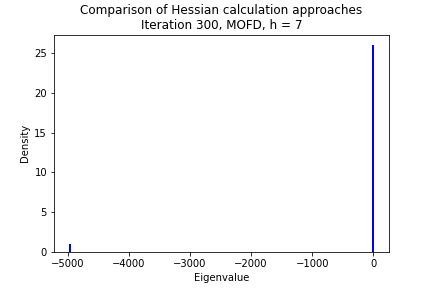 Comparison of Hessian calculation approaches
Iteration 300, MOFD, h = 7
25
20
15
10
5
0
Density
−5000 −4000 −3000 −2000 −1000 0
Eigenvalue